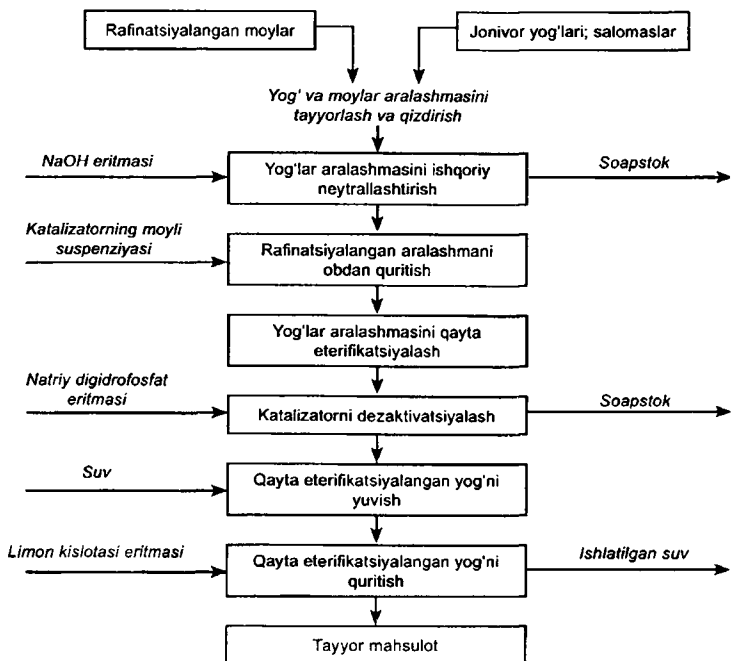 Rafinatsiyalangan moylar
Jonivor yog'lari; salomaslar
Yog' va moylar aralashmasini
tayyorlash va qizdirish
NaOH eritmasi
Yog'lar aralashmasini ishqoriy
neytrallashtirish
Soapstok
Katalizatorning moyli
suspenziyasi
Rafinatsiyalangan aralashmani
obdan quritish
Yog'lar aralashmasini qayta
eterifikatsiyalash
Natriy digidrofosfat
eritmasi
Katalizatorni dezaktivatsiyalash
Soapstok
Suv
Qayta eterifikatsiyalangan yog'ni
yuvish
Limon kislotasi eritmasi
Qayta eterifikatsiyalangan yog'ni
quritish
Ishlatilgan suv
Tayyor mahsulot